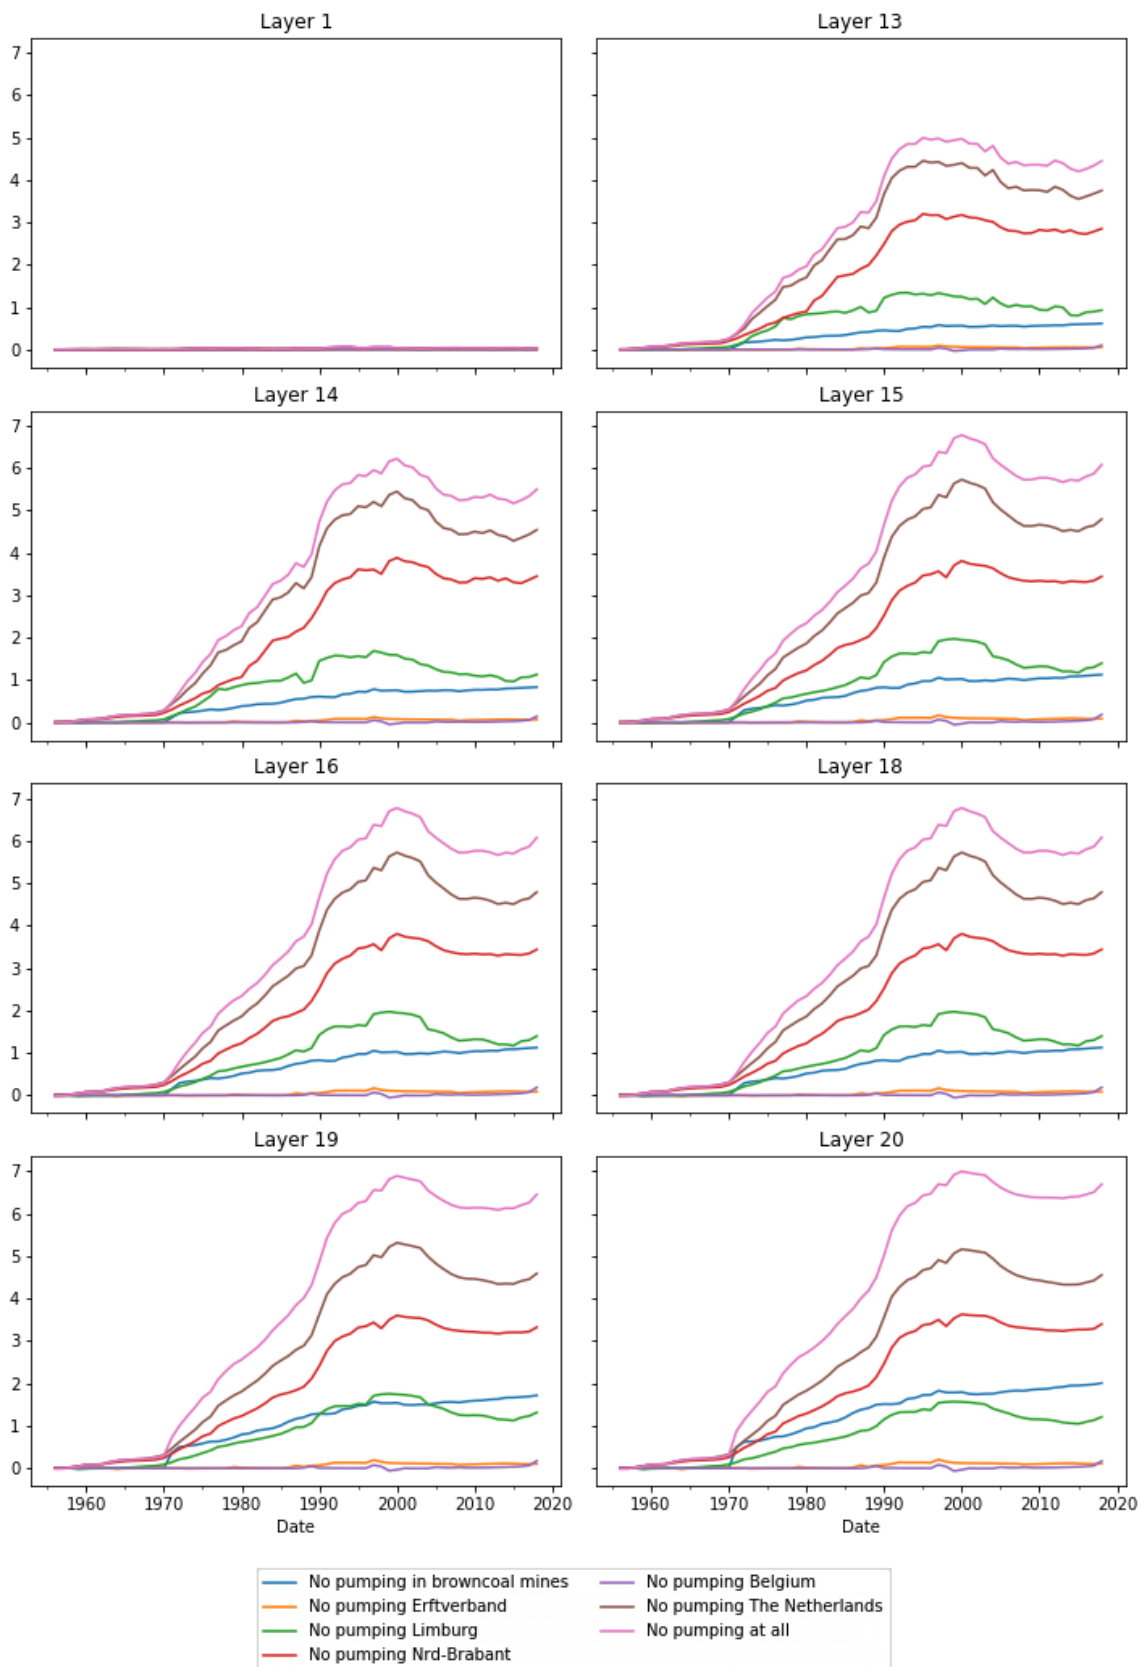 Layer 1
Layer 13
7
6
5
4
3
2
1
0
Layer 14
Layer 15
7
6
5
4
3
2
1
0
Layer 16
Layer 18
7
6
5
4
3
2
1
0
Layer 19
Layer 20
7
6
5
4
3
2
1
0
1960 1970 1980 1990 2000 2010 2020
1960 1970 1980 1990 2000 2010 2020
Date
Date
No pumping in browncoal mines
No pumping Erftverband
No pumping Limburg
No pumping Nrd-Brabant
No pumping Belgium
No pumping The Netherlands
No pumping at all